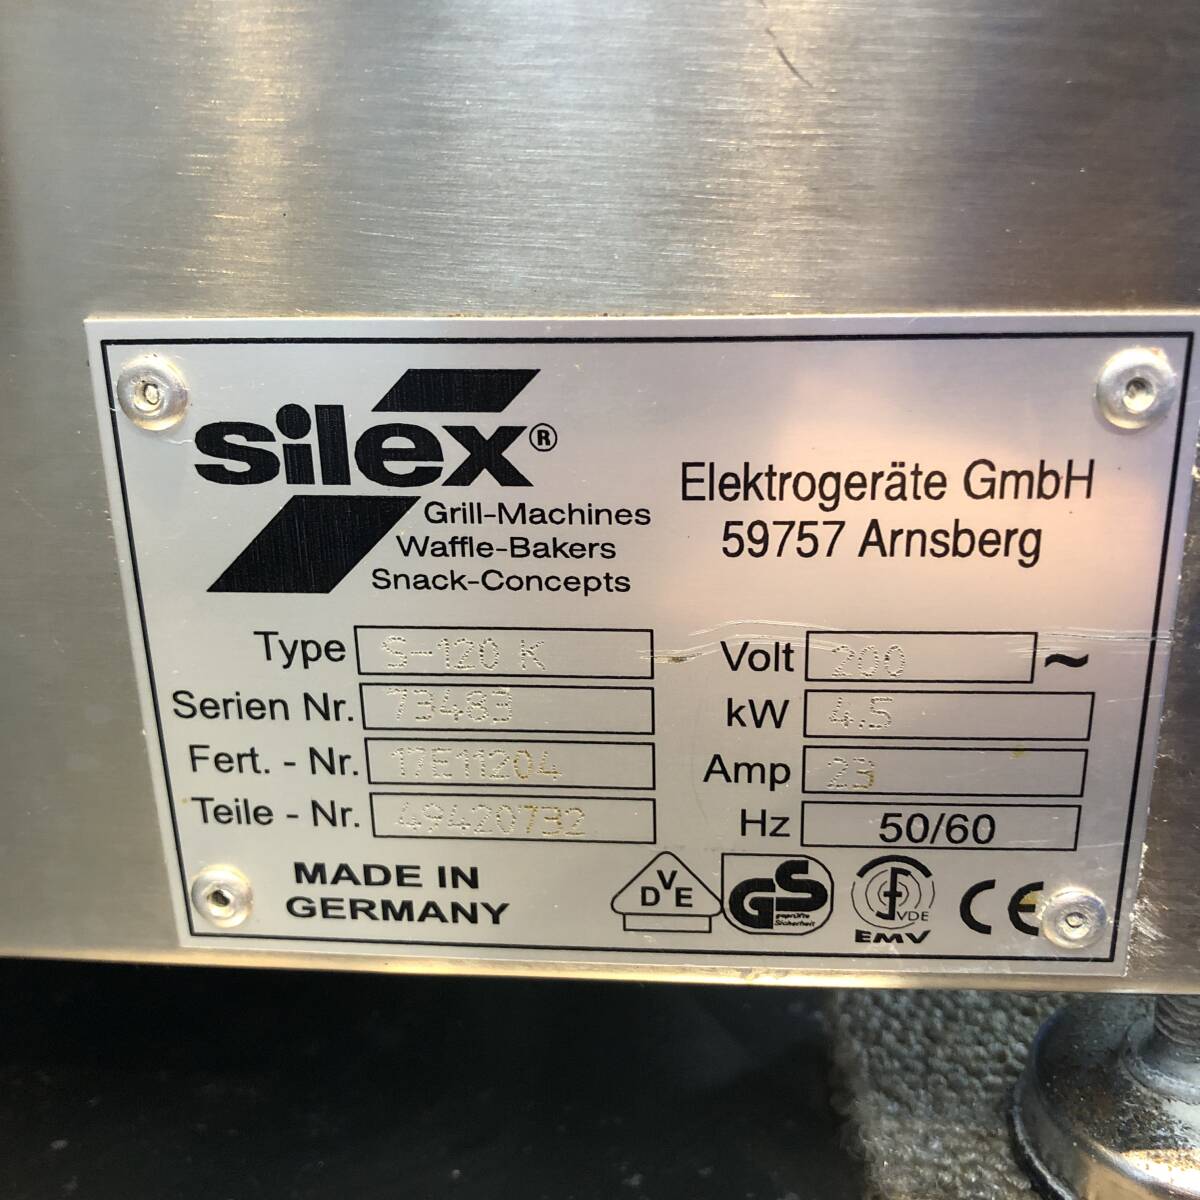 silex®
Grill-Machines
Waffle-Bakers
Snack-Concepts
Elektrogeräte GmbH
59757 Arnsberg
Type S-120 K
Serien Nr. 73483
Fert. - Nr. 17E11204
Teile - Nr. 49420732
Volt 200 ~
kW 4.5
Amp 23
Hz 50/60
MADE IN
GERMANY
DVE
GS
geprüfte
Sicherheit
VDE
EMV
CE